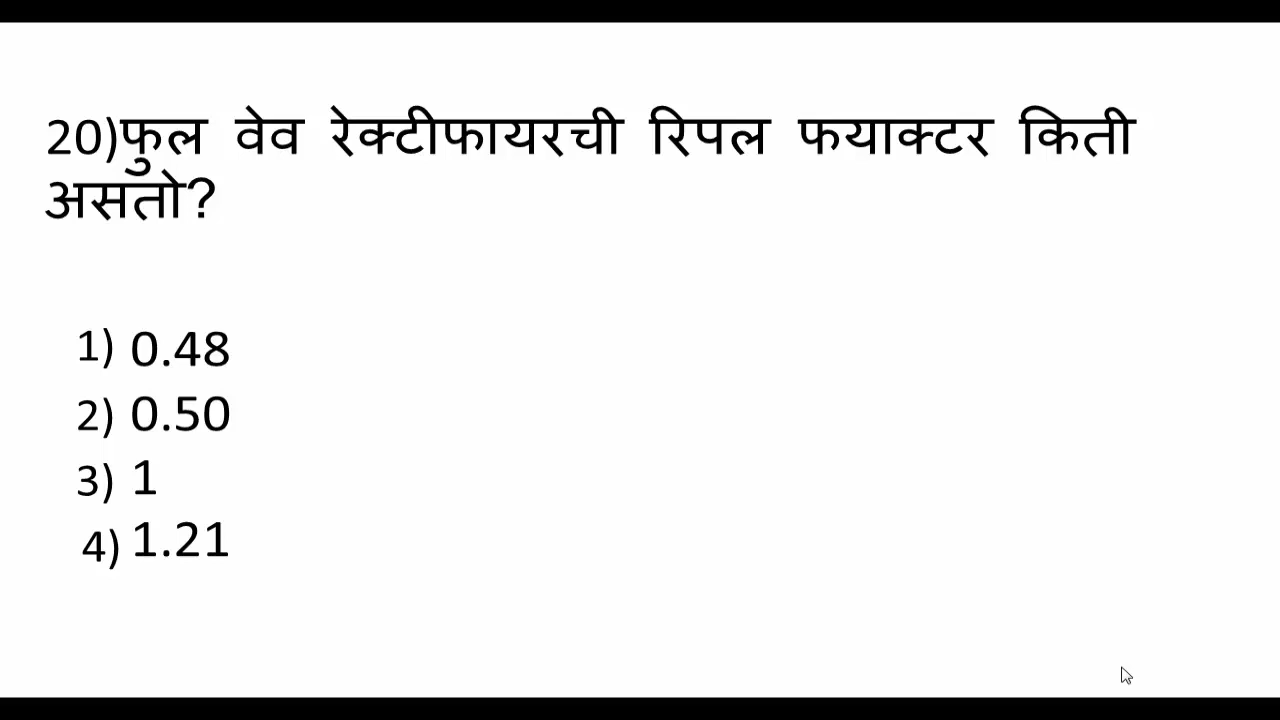 20)फुल वेव रेक्टीफायरची रिपल फयाक्टर किती
असतो?
1) 0.48
2) 0.50
3) 1
4) 1.21